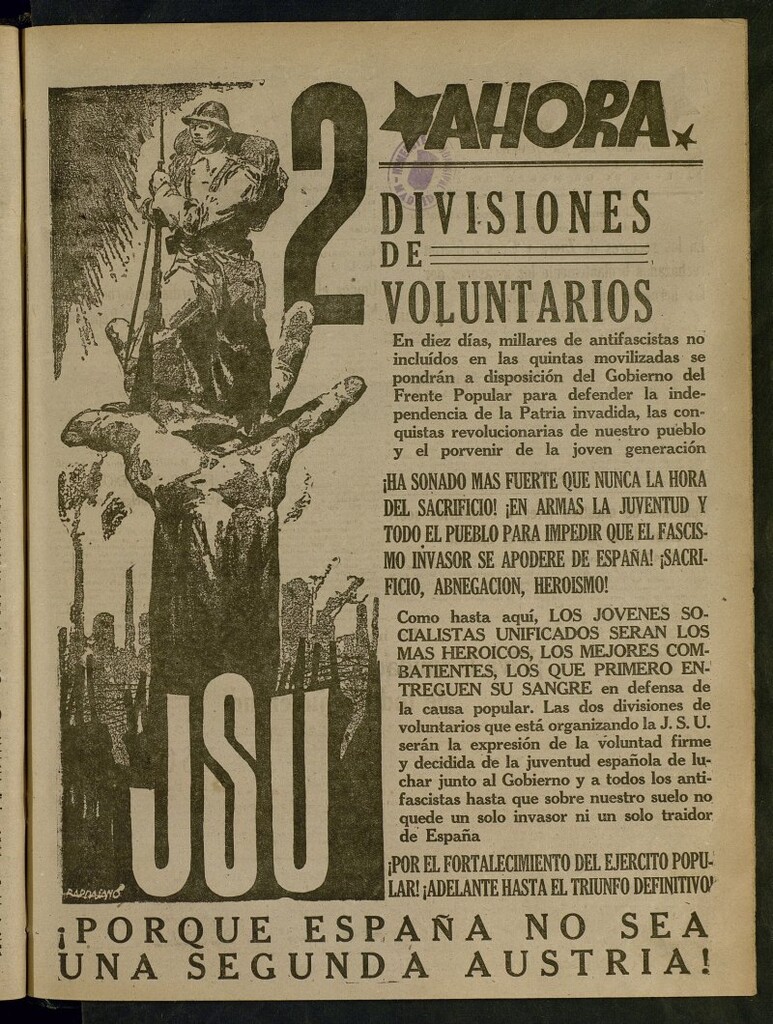 2
AHORA
DIVISIONES
DE
VOLUNTARIOS
En diez días, millares de antifascistas no
incluídos en las quintas movilizadas se
pondrán a disposición del Gobierno del
Frente Popular para defender la inde-
pendencia de la Patria invadida, las con-
quistas revolucionarias de nuestro pueblo
y el porvenir de la joven generación
¡HA SONADO MAS FUERTE QUE NUNCA LA HORA
DEL SACRIFICIO! ¡EN ARMAS LA JUVENTUD Y
TODO EL PUEBLO PARA IMPEDIR QUE EL FASCIS-
MO INVASOR SE APODERE DE ESPAÑA! ¡SACRI-
FICIO, ABNEGACION, HEROISMO!
Como hasta aquí, LOS JOVENES SO-
CIALISTAS UNIFICADOS SERAN LOS
MAS HEROICOS, LOS MEJORES COM-
BATIENTES, LOS QUE PRIMERO EN-
TREGUEN SU SANGRE en defensa de
la causa popular. Las dos divisiones de
voluntarios que está organizando la J. S. U.
serán la expresión de la voluntad firme
y decidida de la juventud española de lu-
char junto al Gobierno y a todos los anti-
fascistas hasta que sobre nuestro suelo no
quede un solo invasor ni un solo traidor
de España
¡POR EL FORTALECIMIENTO DEL EJERCITO POPU-
LAR! ¡ADELANTE HASTA EL TRIUNFO DEFINITIVO!
JSU
¡PORQUE ESPAÑA NO SEA
UNA SEGUNDA AUSTRIA!